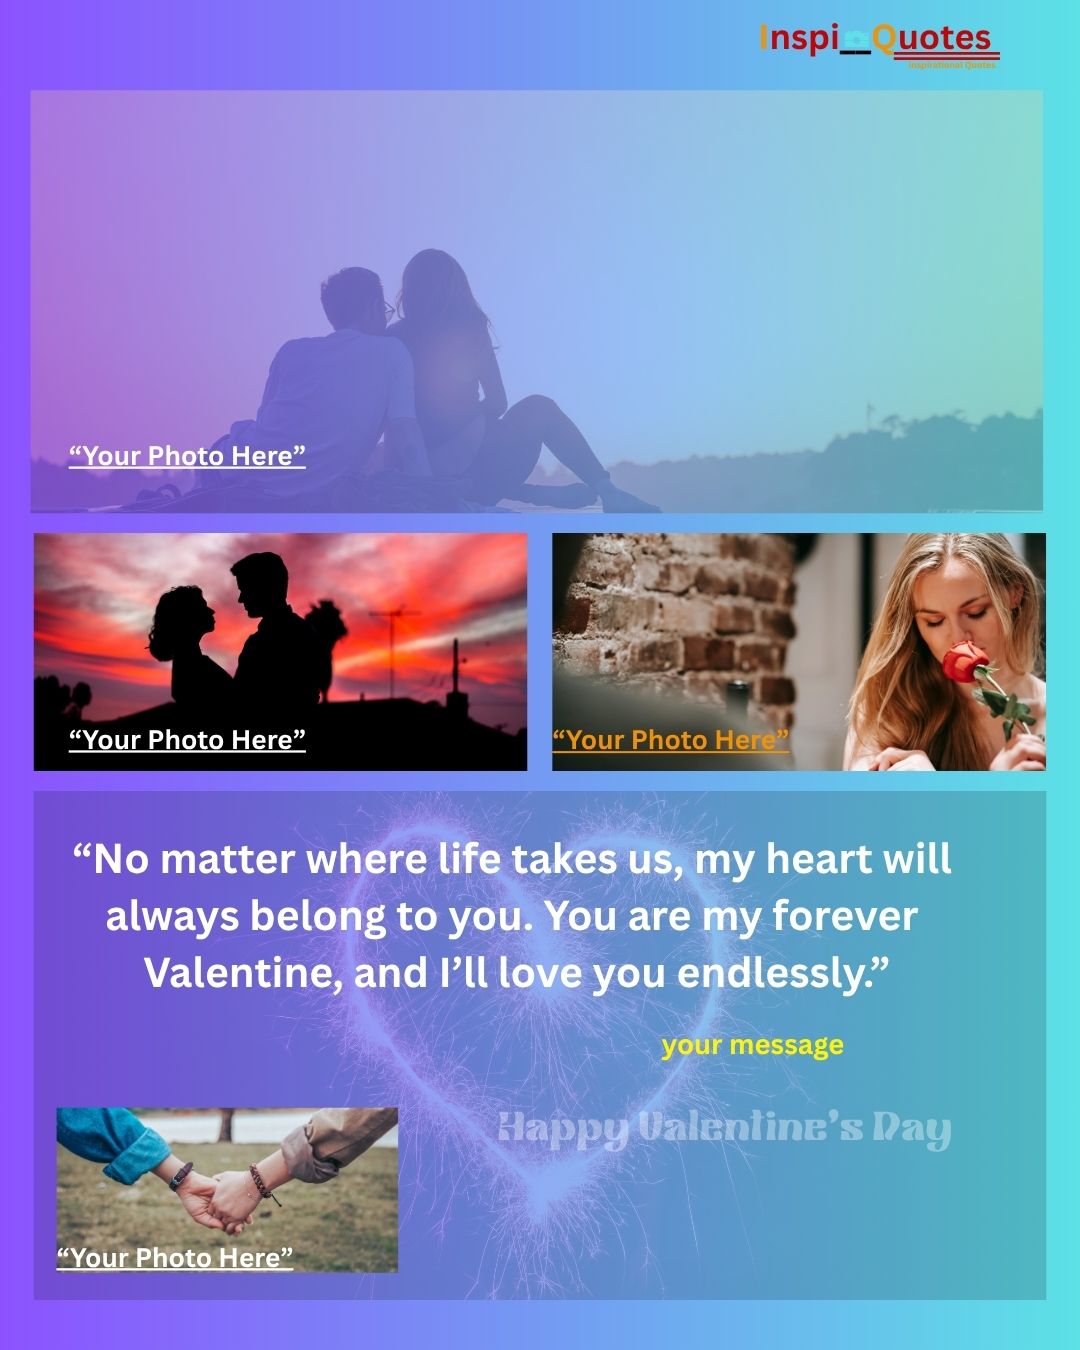 Inspi Quotes
Inspirational Quotes
“Your Photo Here”
“Your Photo Here”
“Your Photo Here”
“No matter where life takes us, my heart will
always belong to you. You are my forever
Valentine, and I’ll love you endlessly.”
your message
Happy Valentine’s Day
“Your Photo Here”